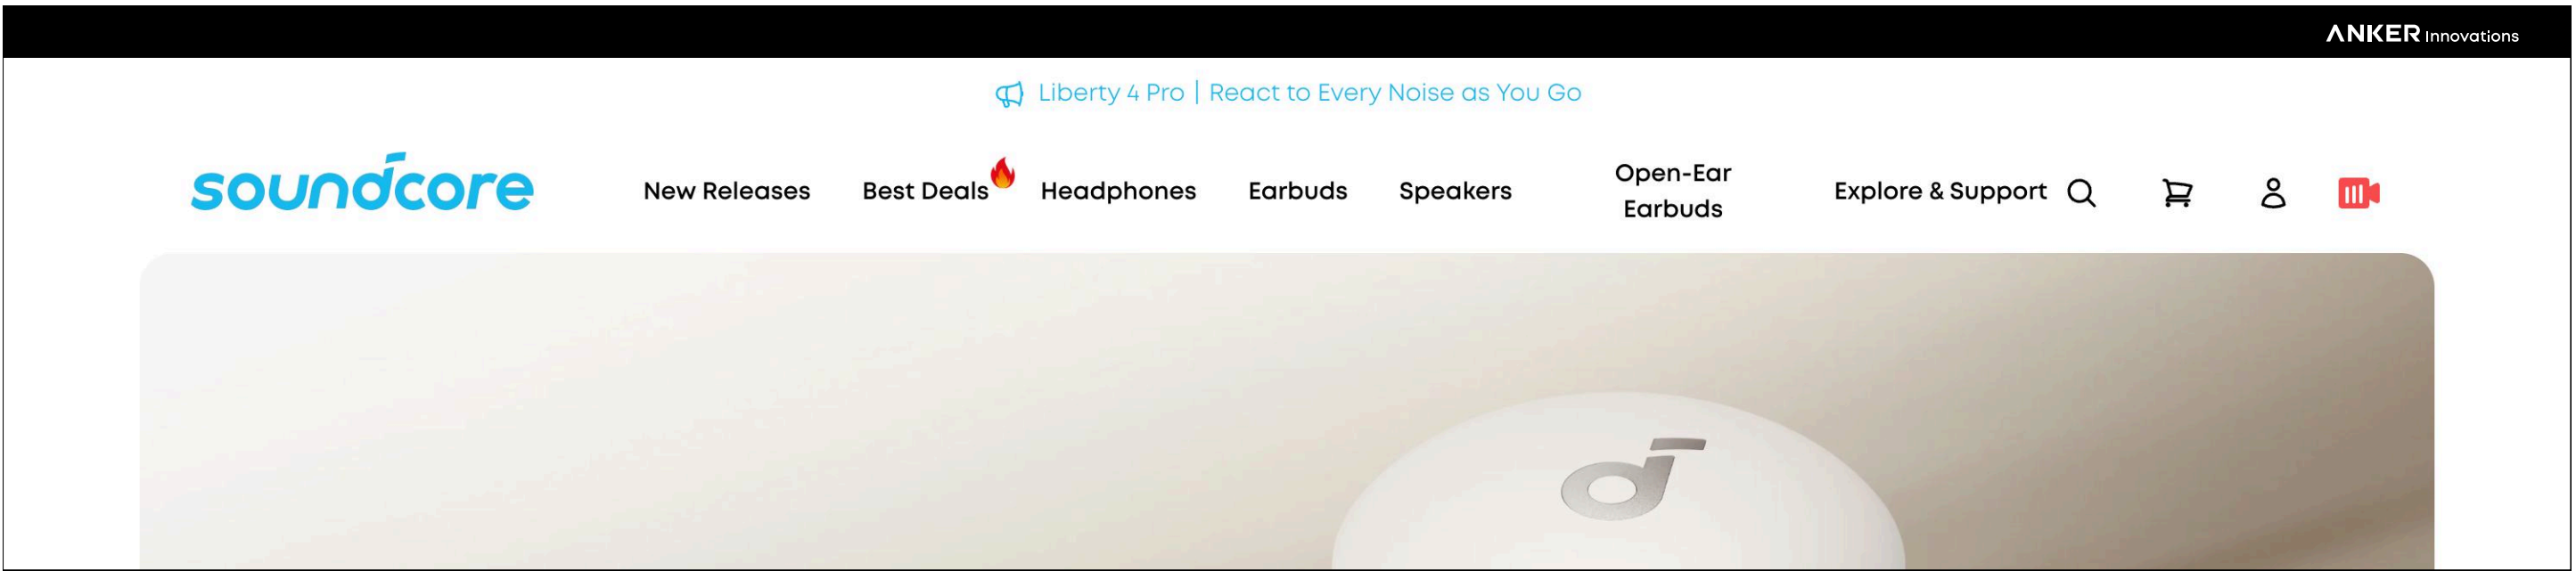 ANKER Innovations
Liberty 4 Pro | React to Every Noise as You Go
soundcore
New Releases
Best Deals
Headphones
Earbuds
Speakers
Open-Ear
Earbuds
Explore & Support